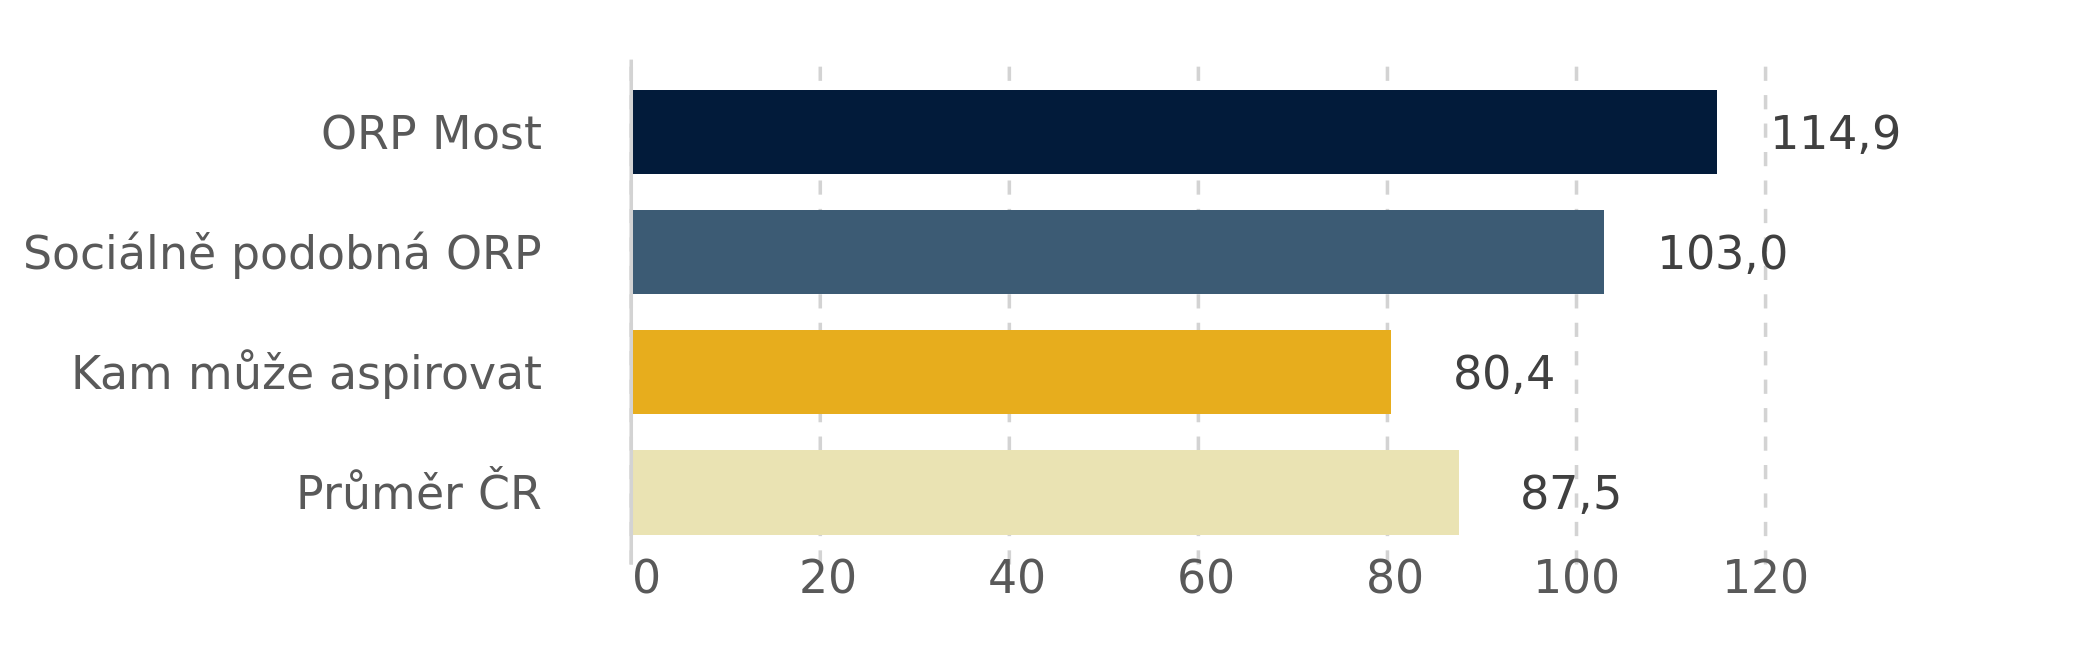 ORP Most 114,9
Sociálně podobná ORP 103,0
Kam může aspirovat 80,4
Průměr ČR 87,5
0 20 40 60 80 100 120